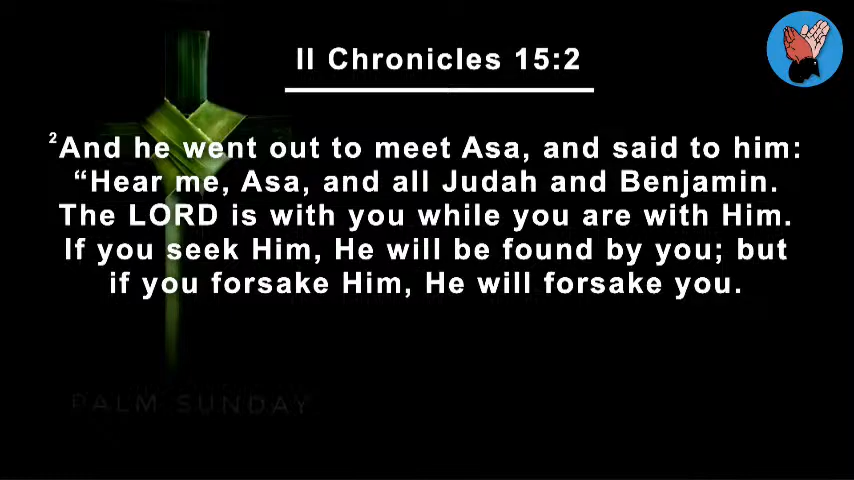 II Chronicles 15:2
2And he went out to meet Asa, and said to him:
“Hear me, Asa, and all Judah and Benjamin.
The LORD is with you while you are with Him.
If you seek Him, He will be found by you; but
if you forsake Him, He will forsake you.
PALM SUNDAY